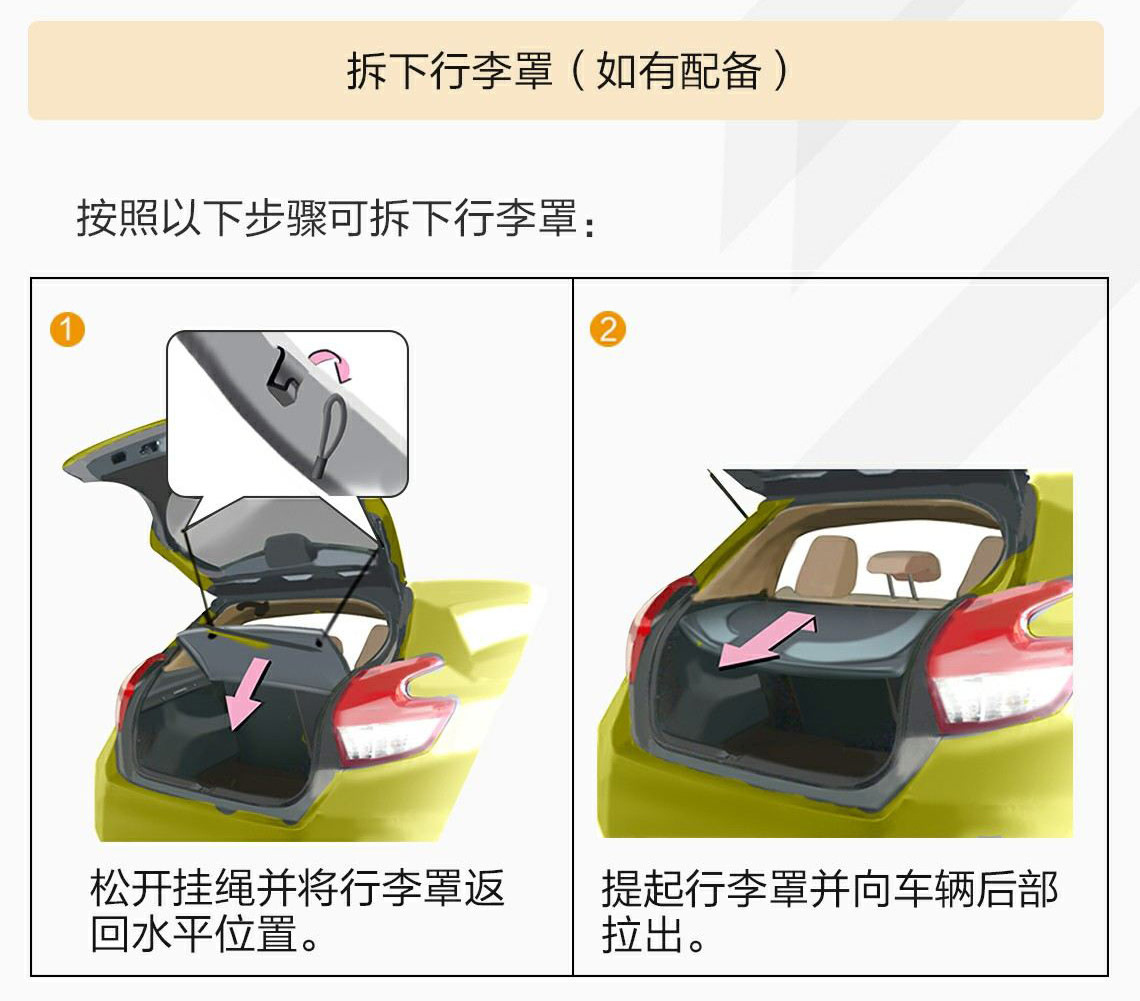 拆下行李罩（如有配备）
按照以下步骤可拆下行李罩：
1
2
松开挂绳并将行李罩返
回水平位置。
提起行李罩并向车辆后部
拉出。